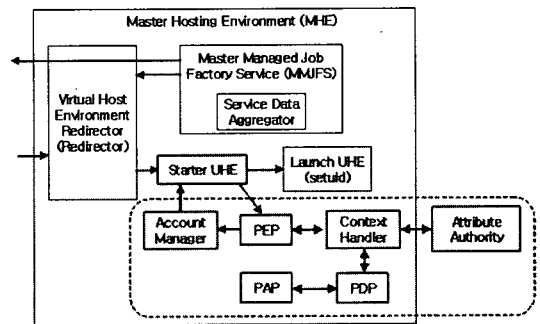 Master Hosting Environment (MHE)
Master Managed Job
Factory Service (MMJFS)
Service Data
Aggregator
Virtual Host
Environment
Redirector
(Redirector)
Starter UHE
Launch UHE
(setuid)
Account
Manager
PEP
Context
Handler
Attribute
Authority
PAP
PDP